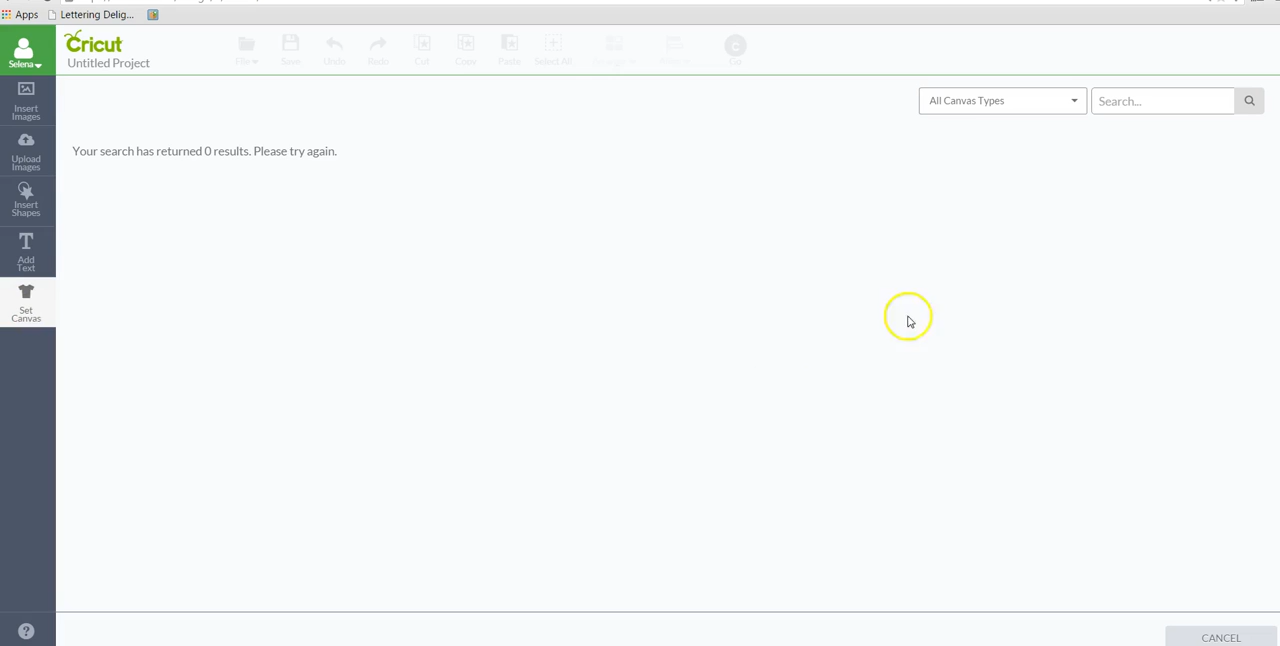 Apps Lettering Delig...
Selena
Cricut
Untitled Project
File Save Undo Redo Cut Copy Paste Select All Go
Insert
Images
Upload
Images
Insert
Shapes
Add
Text
Set
Canvas
All Canvas Types Search...
Your search has returned 0 results. Please try again.
?
CANCEL